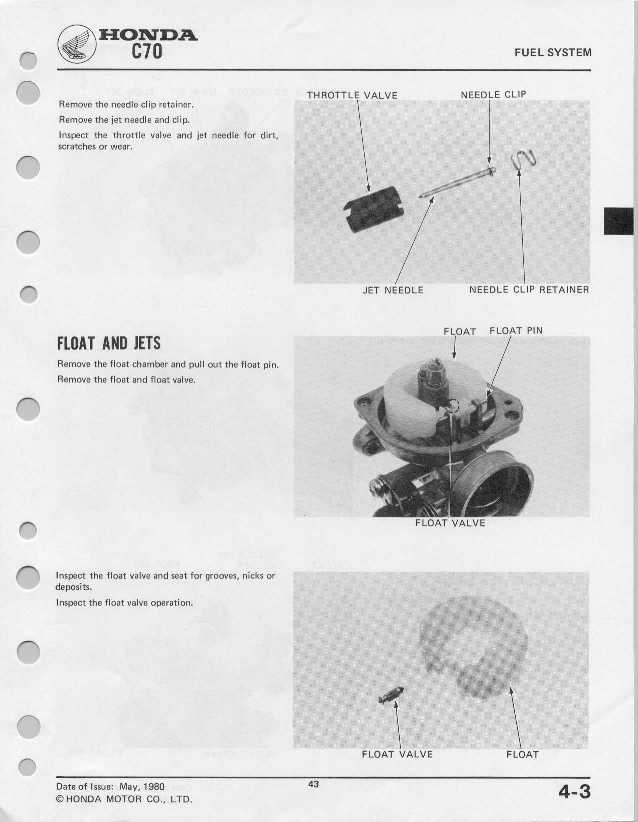 HONDA
C70
FUEL SYSTEM
Remove the needle clip retainer.
Remove the jet needle and clip.
Inspect the throttle valve and jet needle for dirt,
scratches or wear.
THROTTLE VALVE
NEEDLE CLIP
JET NEEDLE
NEEDLE CLIP RETAINER
FLOAT AND JETS
Remove the float chamber and pull out the float pin.
Remove the float and float valve.
FLOAT
FLOAT PIN
FLOAT VALVE
Inspect the float valve and seat for grooves, nicks or
deposits.
Inspect the float valve operation.
FLOAT VALVE
FLOAT
Date of Issue: May, 1980
© HONDA MOTOR CO., LTD.
43
4-3